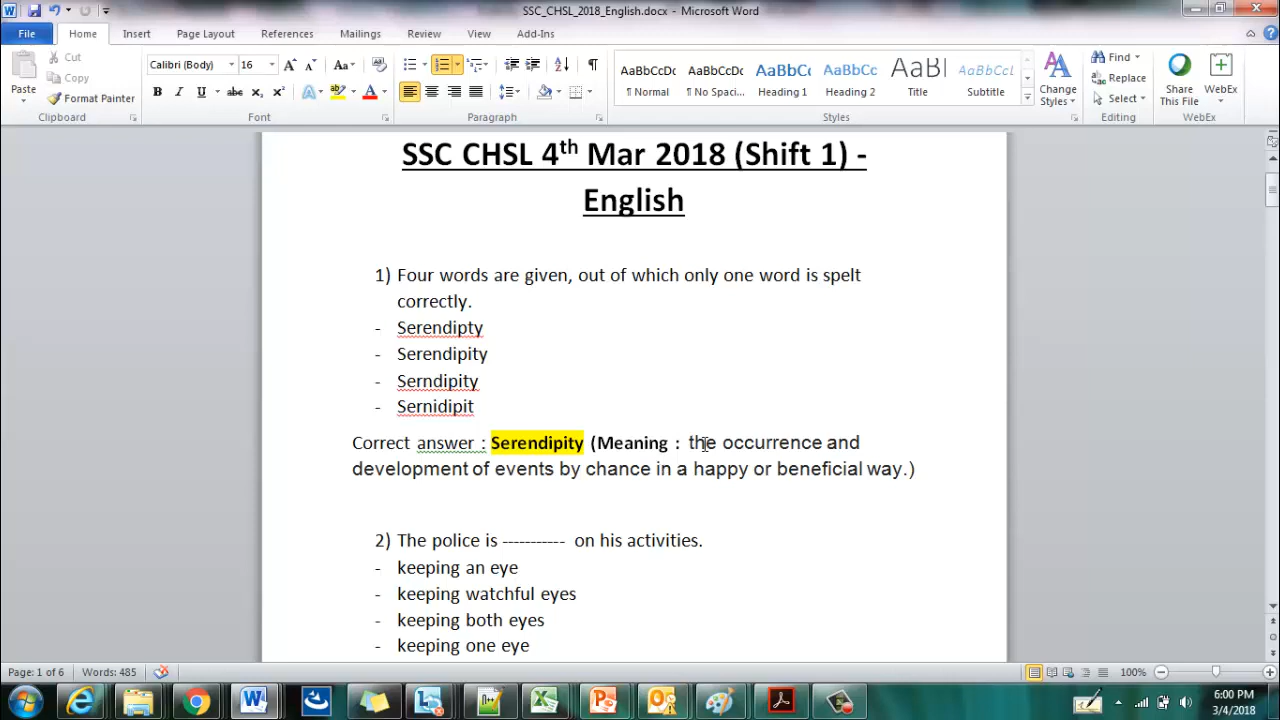 SSC_CHSL_2018_English.docx - Microsoft Word
File Home Insert Page Layout References Mailings Review View Add-Ins
Paste Cut Copy Format Painter
Calibri (Body) 16
AaBbCcDc AaBbCcDc AaBbCc AaBbCc AaB AaBbCcDc
¶ Normal ¶ No Spaci... Heading 1 Heading 2 Title Subtitle
Change Styles
Find Replace Select
Share This File WebEx
Clipboard Font Paragraph Styles Editing WebEx
SSC CHSL 4th Mar 2018 (Shift 1) -
English
1) Four words are given, out of which only one word is spelt
correctly.
- Serendipty
- Serendipity
- Serndipity
- Sernidipit
Correct answer : Serendipity (Meaning : the occurrence and
development of events by chance in a happy or beneficial way.)
2) The police is ----------- on his activities.
- keeping an eye
- keeping watchful eyes
- keeping both eyes
- keeping one eye
Page: 1 of 6 Words: 485 100%
6:00 PM
3/4/2018